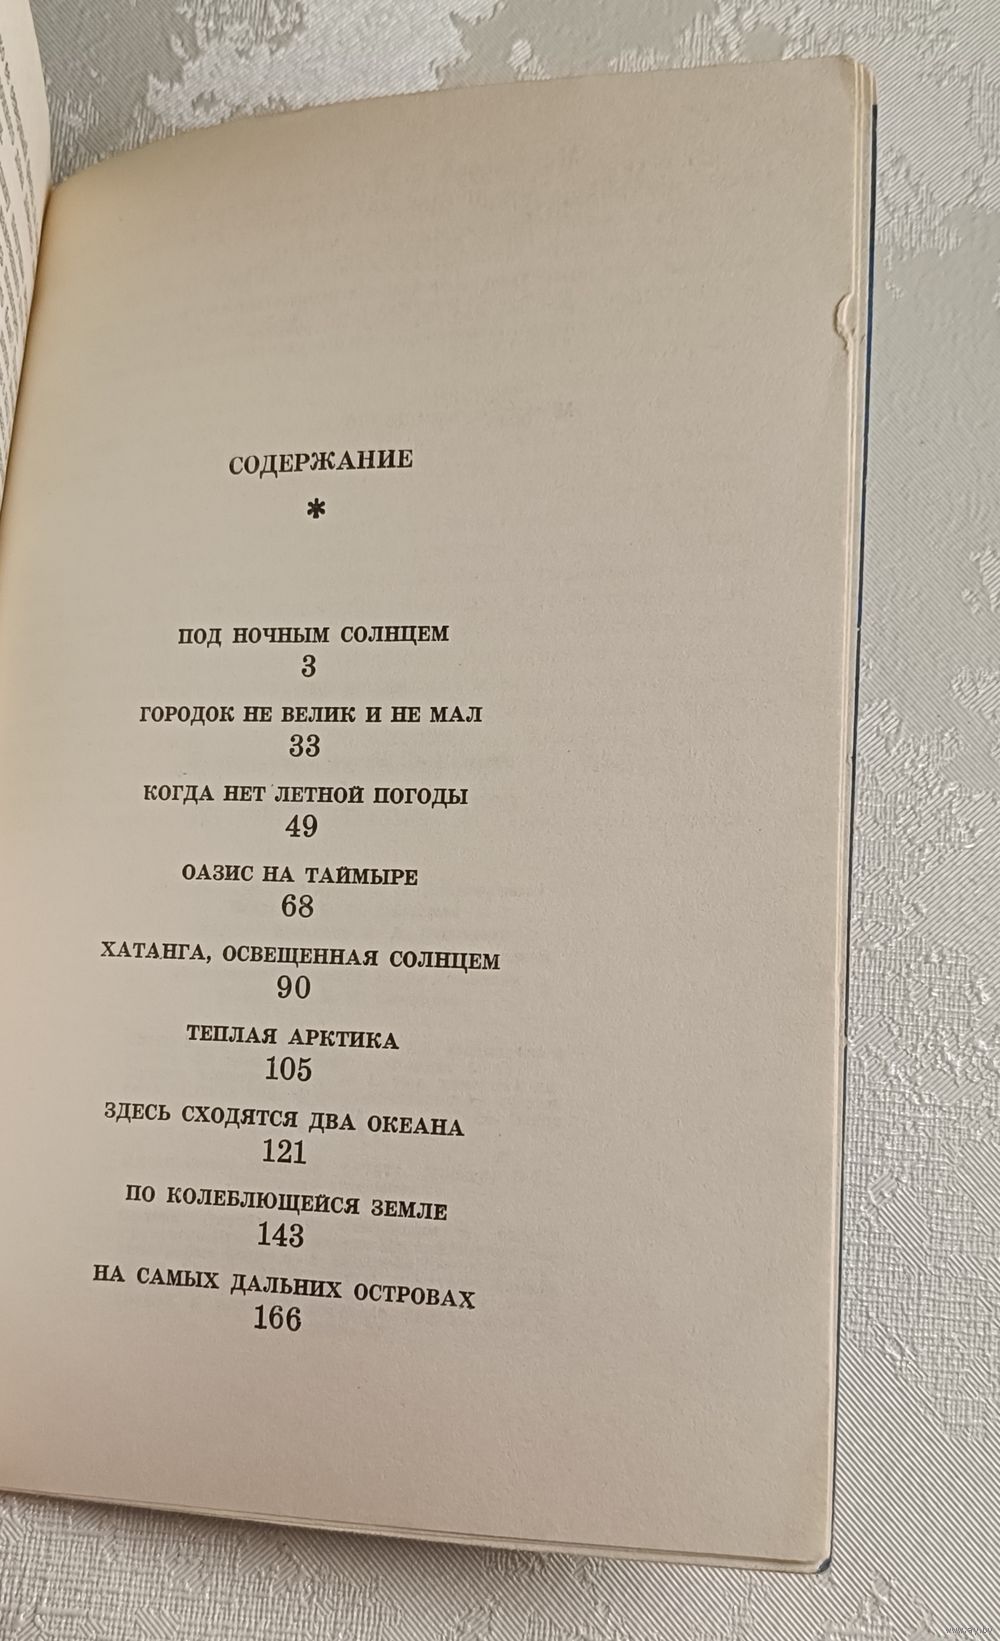 СОДЕРЖАНИЕ
*
ПОД НОЧНЫМ СОЛНЦЕМ
3
ГОРОДОК НЕ ВЕЛИК И НЕ МАЛ
33
КОГДА НЕТ ЛЕТНОЙ ПОГОДЫ
49
ОАЗИС НА ТАЙМЫРЕ
68
ХАТАНГА, ОСВЕЩЕННАЯ СОЛНЦЕМ
90
ТЕПЛАЯ АРКТИКА
105
ЗДЕСЬ СХОДЯТСЯ ДВА ОКЕАНА
121
ПО КОЛЕБЛЮЩЕЙСЯ ЗЕМЛЕ
143
НА САМЫХ ДАЛЬНИХ ОСТРОВАХ
166